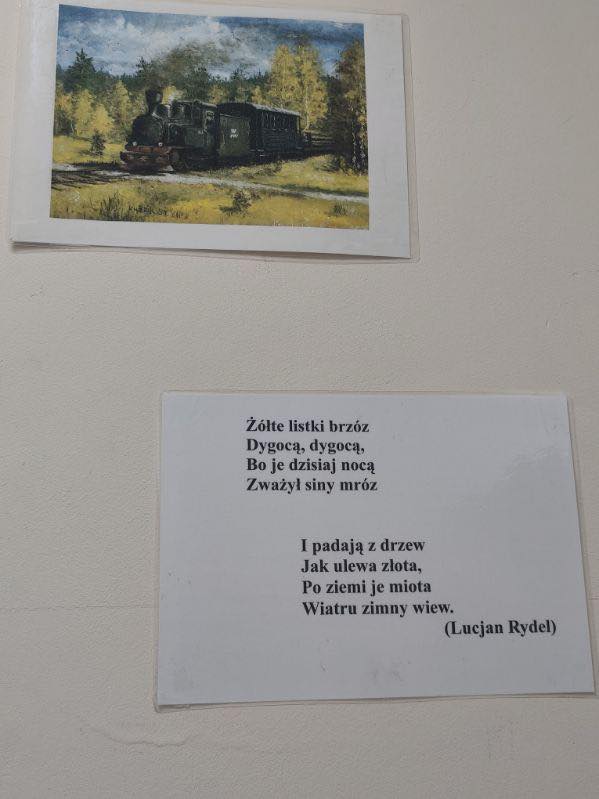 Żółte listki brzóz
Dygocą, dygocą,
Bo je dzisiaj nocą
Zważył siny mróz
I padają z drzew
Jak ulewa złota,
Po ziemi je miota
Wiatru zimny wiew.
(Lucjan Rydel)